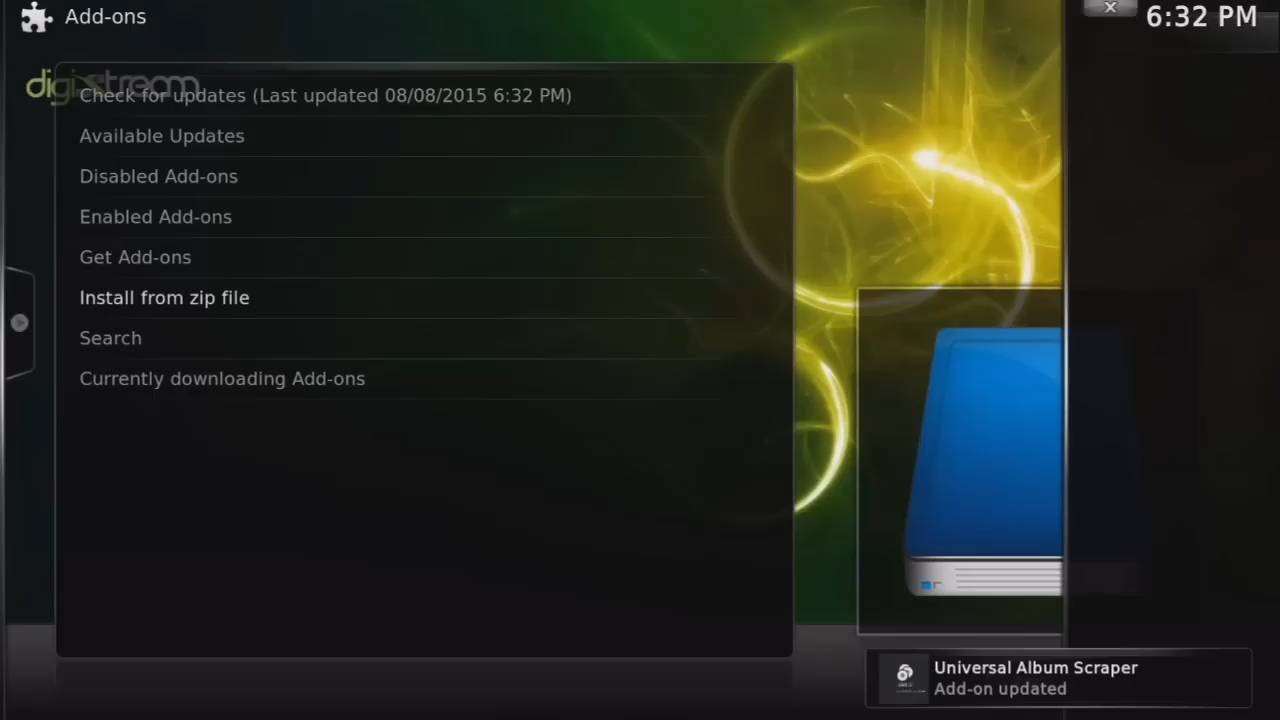 Add-ons
6:32 PM
digixstream
Check for updates (Last updated 08/08/2015 6:32 PM)
Available Updates
Disabled Add-ons
Enabled Add-ons
Get Add-ons
Install from zip file
Search
Currently downloading Add-ons
Universal Album Scraper
Add-on updated